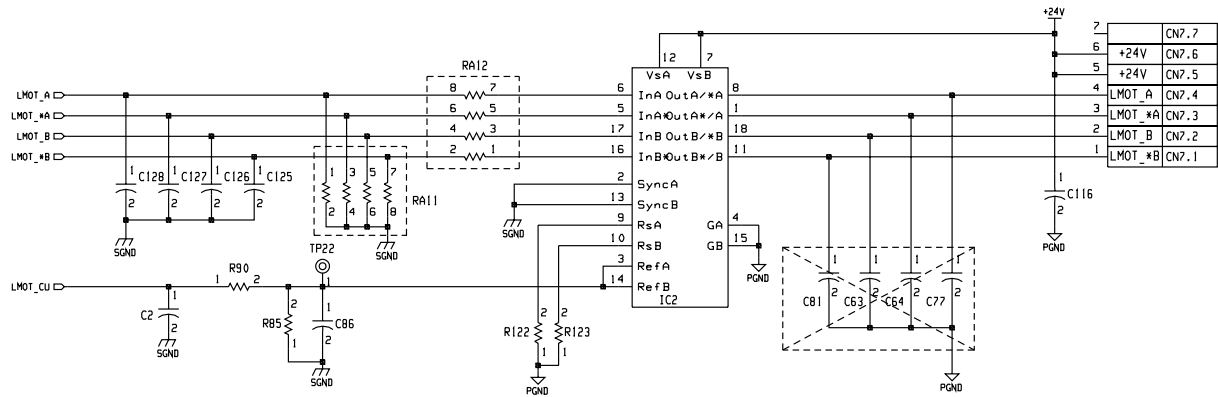 +24V
7 CN7.7
6 +24V CN7.6
5 +24V CN7.5
4 LMOT_A CN7.4
3 LMOT_*A CN7.3
2 LMOT_B CN7.2
1 LMOT_*B CN7.1
12 7
VsA VsB
RA12
LMOT_A 8 7 6 InA OutA/*A 8
LMOT_*A 6 5 5 InA* OutA*/A 1
LMOT_B 4 3 17 InB OutB/*B 18
LMOT_*B 2 1 16 InB* OutB*/B 11
1 C128 2
1 C127 2
1 C126 2
1 C125 2
SGND
1 3 5 7
2 4 6 8
RA11
SGND
2 SyncA
13 SyncB
SGND
9 RsA
10 RsB
3 RefA
14 RefB
GA 4
GB 15
PGND
IC2
1 C116 2
PGND
TP22
1
LMOT_CU
1 R90 2
1 C2 2
SGND
2 R85 1
1 C86 2
SGND
2 R122 1
2 R123 1
PGND
1 1 1 1
2 2 2 2
C81 C63 C64 C77
PGND